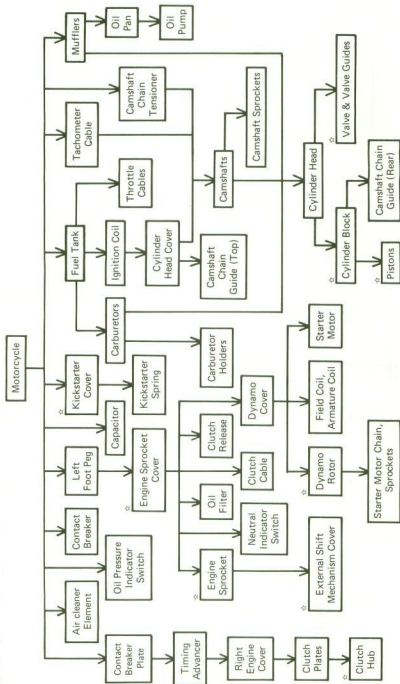 Motorcycle
Air cleaner
Element
Contact
Breaker
Left
Foot Peg
Kickstarter
Cover
Fuel Tank
Tachometer
Cable
Mufflers
Oil
Pan
Oil
Pump
Contact
Breaker
Plate
Oil Pressure
Indicator
Switch
Capacitor
Carburetors
Ignition Coil
Throttle
Cables
Camshaft
Chain
Tensioner
Timing
Advancer
Engine Sprocket
Cover
Kickstarter
Spring
Cylinder
Head Cover
Carburetor
Holders
Camshaft
Chain
Guide (Top)
Camshafts
Camshaft Sprockets
Right
Engine
Cover
Engine
Sprocket
Oil
Filter
Clutch
Release
Dynamo
Cover
Neutral
Indicator
Switch
Clutch
Cable
Cylinder Head
Clutch
Plates
External Shift
Mechanism Cover
Dynamo
Rotor
Field Coil,
Armature Coil
Starter
Motor
Cylinder Block
Valve & Valve Guides
Clutch
Hub
Starter Motor Chain,
Sprockets
Pistons
Camshaft Chain
Guide (Rear)